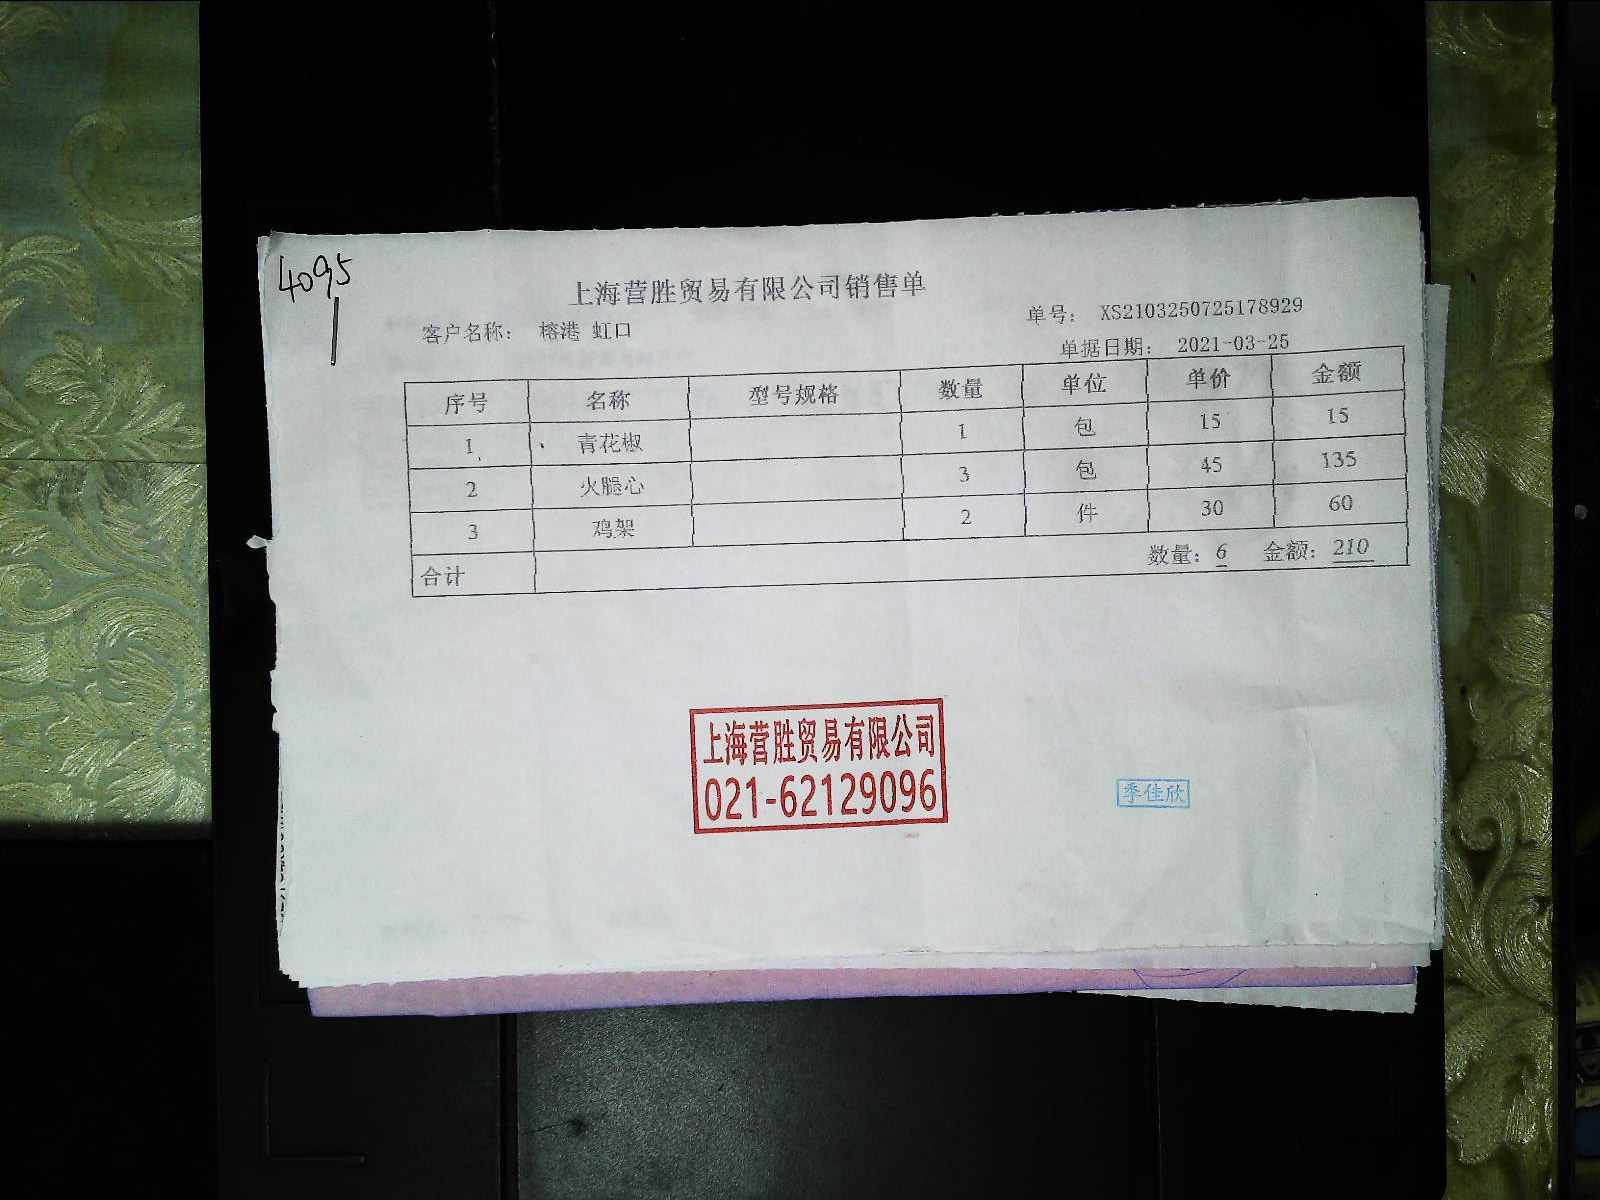 4095
上海营胜贸易有限公司销售单
单号: XS2103250725178929
客户名称: 榕港 虹口
单据日期: 2021-03-25
序号 名称 型号规格 数量 单位 单价 金额
1 青花椒 1 包 15 15
2 火腿心 3 包 45 135
3 鸡架 2 件 30 60
合计 数量: 6 金额: 210
上海营胜贸易有限公司
021-62129096
季佳欣